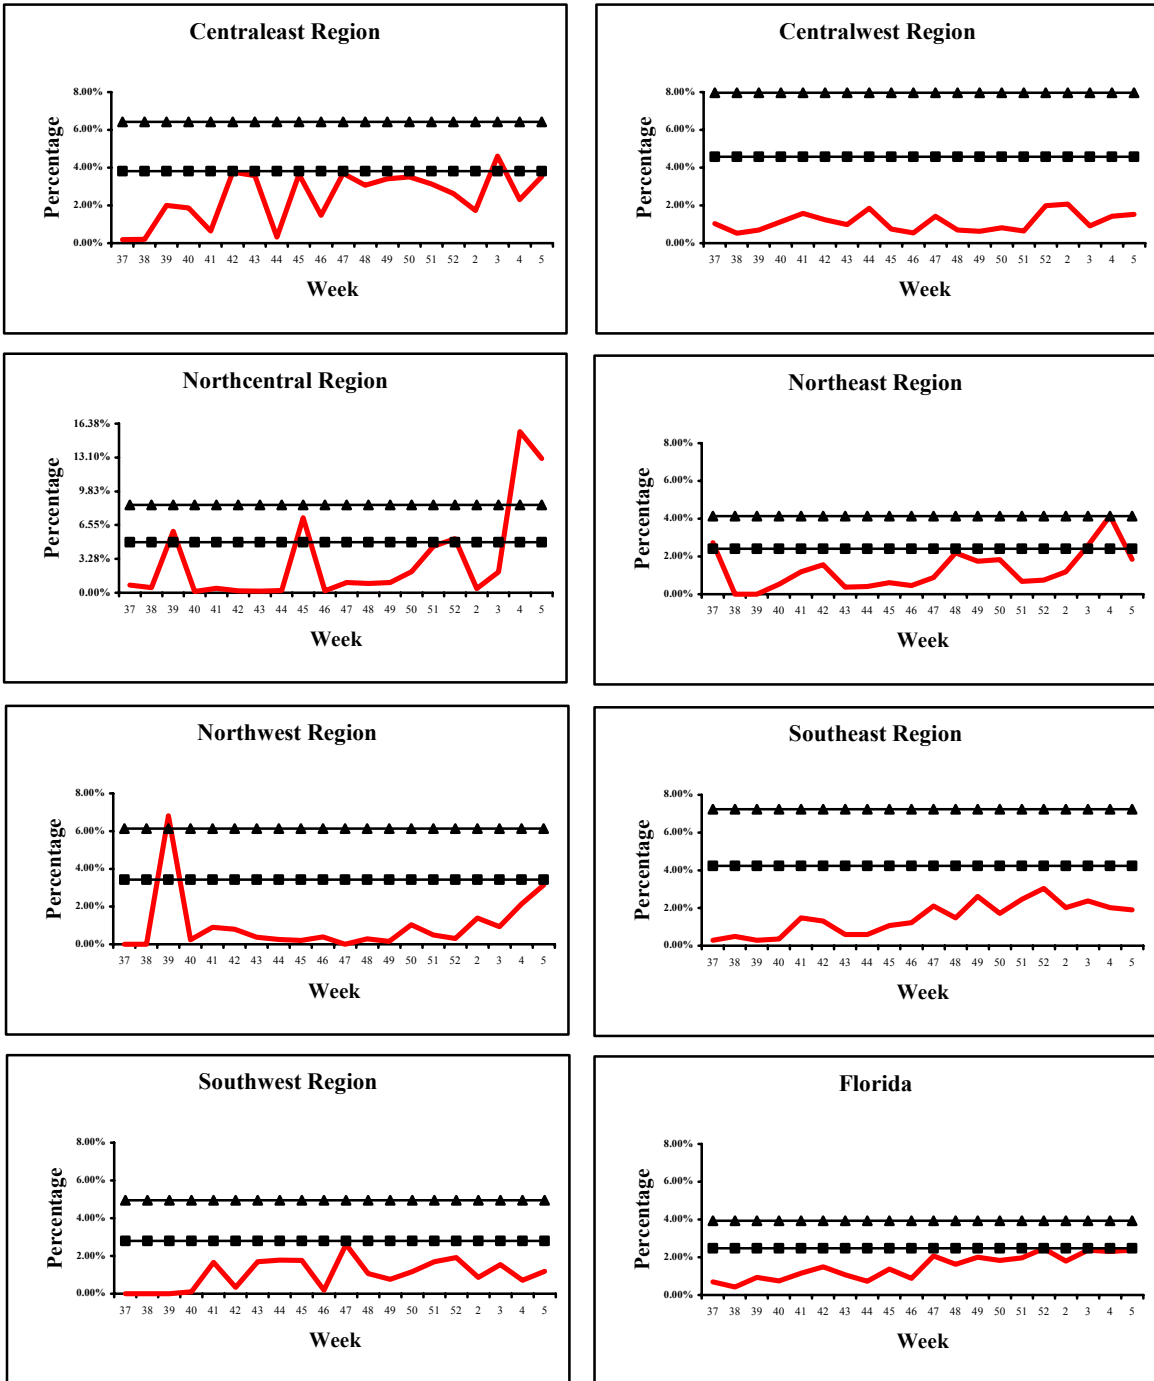 Centraleast Region
Percentage
8.00%
6.00%
4.00%
2.00%
0.00%
37 38 39 40 41 42 43 44 45 46 47 48 49 50 51 52 2 3 4 5
Week
Centralwest Region
Percentage
8.00%
6.00%
4.00%
2.00%
0.00%
37 38 39 40 41 42 43 44 45 46 47 48 49 50 51 52 2 3 4 5
Week
Northcentral Region
Percentage
16.38%
13.10%
9.83%
6.55%
3.28%
0.00%
37 38 39 40 41 42 43 44 45 46 47 48 49 50 51 52 2 3 4 5
Week
Northeast Region
Percentage
8.00%
6.00%
4.00%
2.00%
0.00%
37 38 39 40 41 42 43 44 45 46 47 48 49 50 51 52 2 3 4 5
Week
Northwest Region
Percentage
8.00%
6.00%
4.00%
2.00%
0.00%
37 38 39 40 41 42 43 44 45 46 47 48 49 50 51 52 2 3 4 5
Week
Southeast Region
Percentage
8.00%
6.00%
4.00%
2.00%
0.00%
37 38 39 40 41 42 43 44 45 46 47 48 49 50 51 52 2 3 4 5
Week
Southwest Region
Percentage
8.00%
6.00%
4.00%
2.00%
0.00%
37 38 39 40 41 42 43 44 45 46 47 48 49 50 51 52 2 3 4 5
Week
Florida
Percentage
8.00%
6.00%
4.00%
2.00%
0.00%
37 38 39 40 41 42 43 44 45 46 47 48 49 50 51 52 2 3 4 5
Week